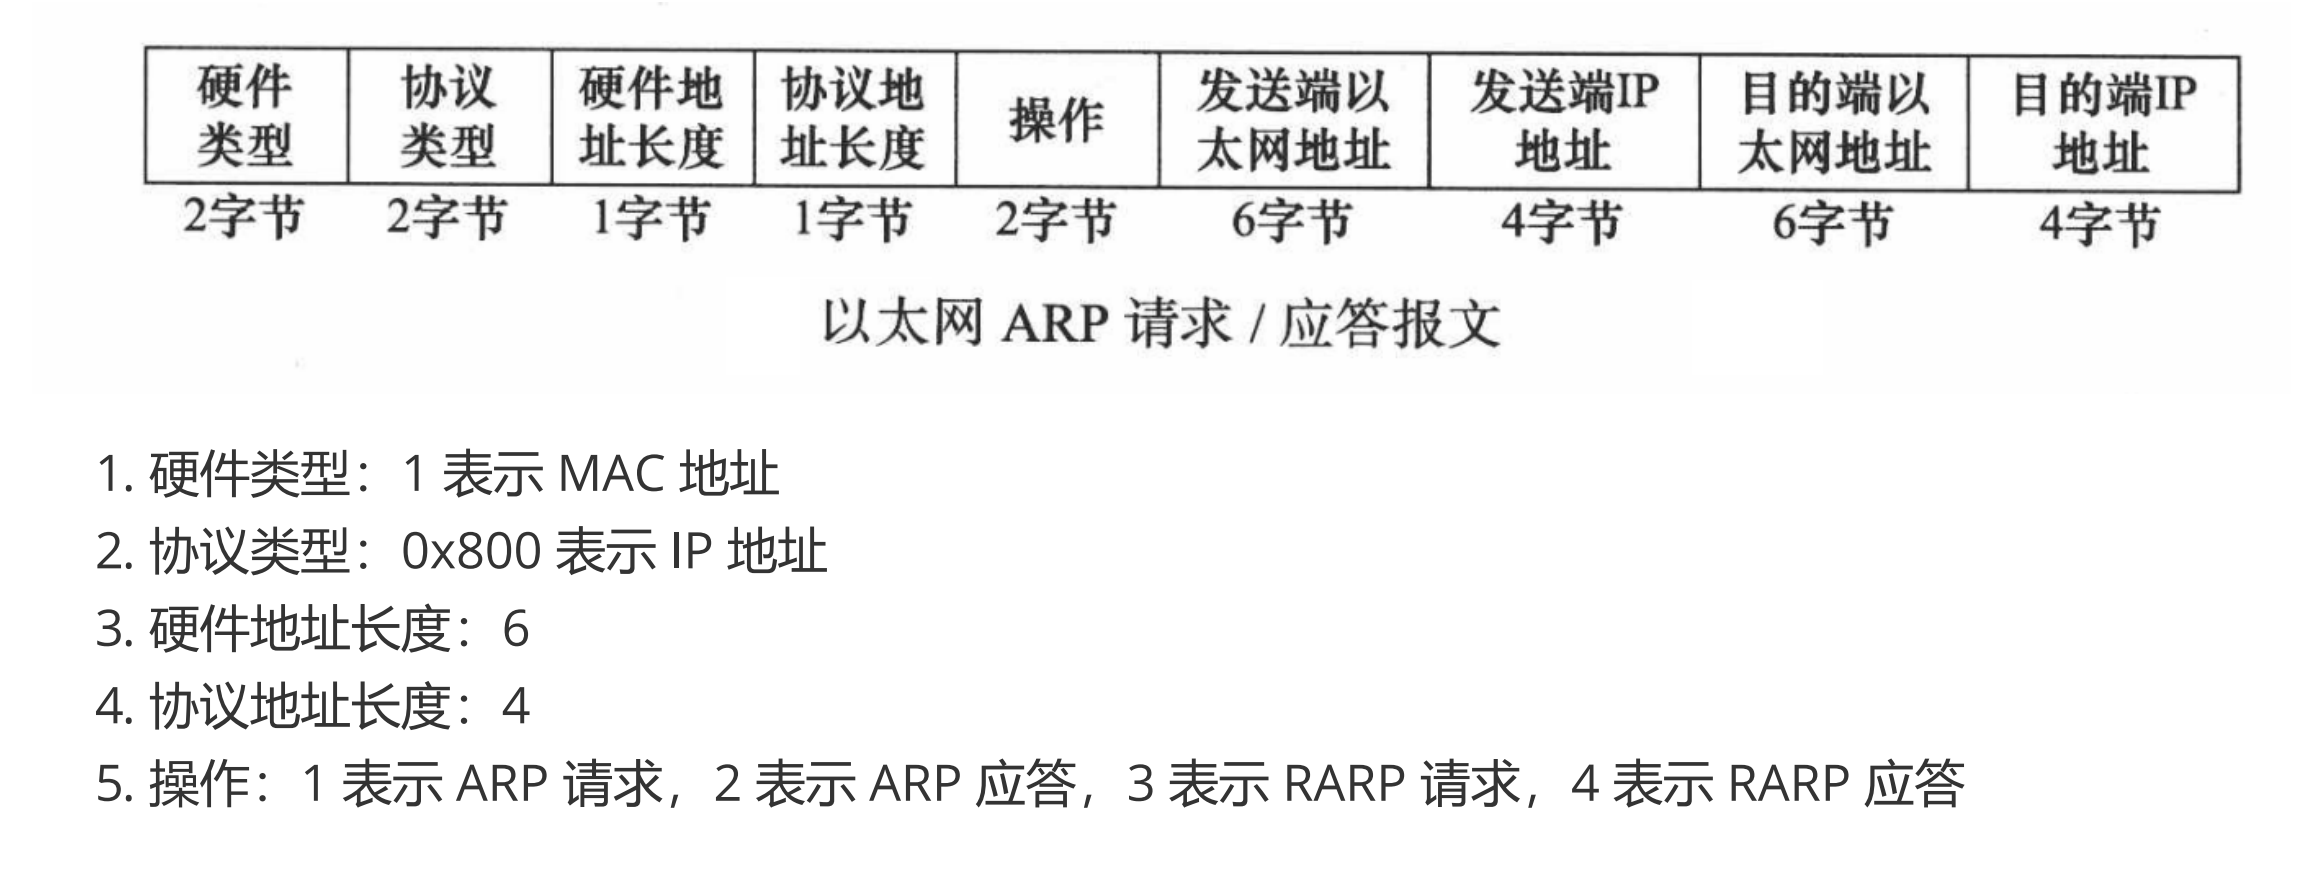 硬件 协议 硬件地 协议地 操作 发送端以 发送端IP 目的端以 目的端IP
类型 类型 址长度 址长度 太网地址 地址 太网地址 地址
2字节 2字节 1字节 1字节 2字节 6字节 4字节 6字节 4字节
以太网 ARP 请求 / 应答报文
1. 硬件类型：1 表示 MAC 地址
2. 协议类型：0x800 表示 IP 地址
3. 硬件地址长度：6
4. 协议地址长度：4
5. 操作：1 表示 ARP 请求，2 表示 ARP 应答，3 表示 RARP 请求，4 表示 RARP 应答